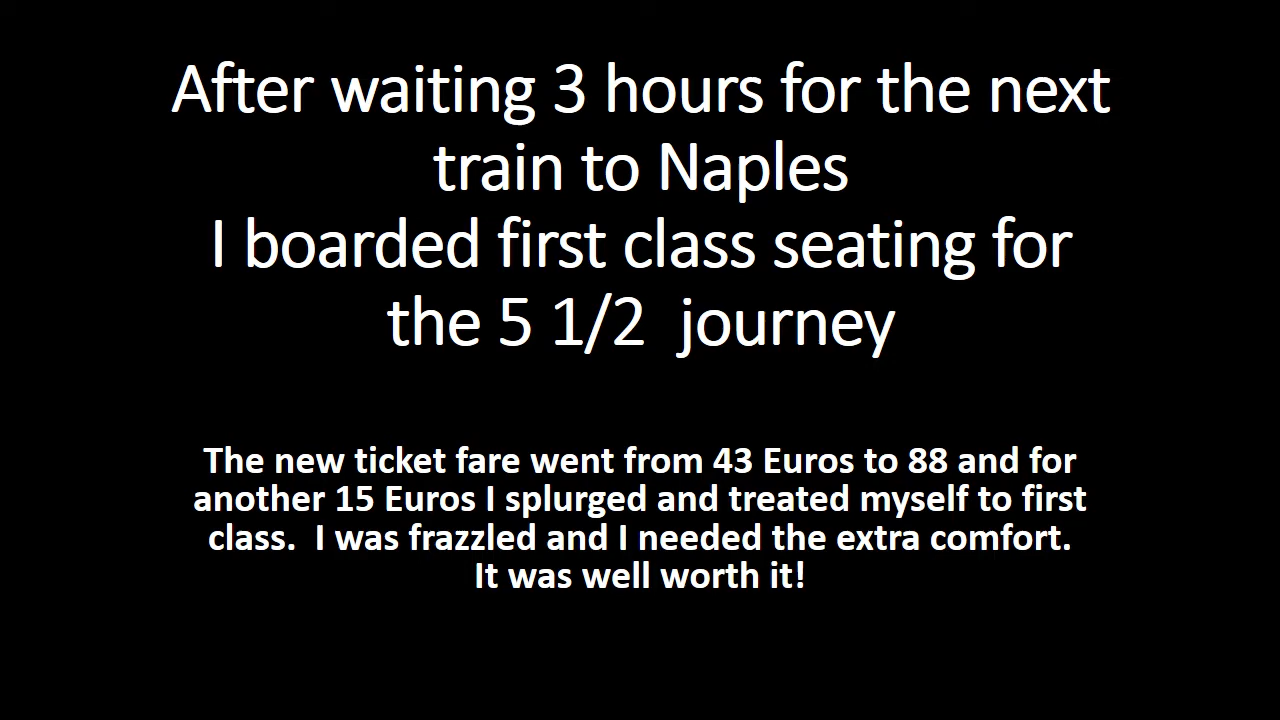 After waiting 3 hours for the next
train to Naples
I boarded first class seating for
the 5 1/2  journey
The new ticket fare went from 43 Euros to 88 and for
another 15 Euros I splurged and treated myself to first
class.  I was frazzled and I needed the extra comfort.
It was well worth it!